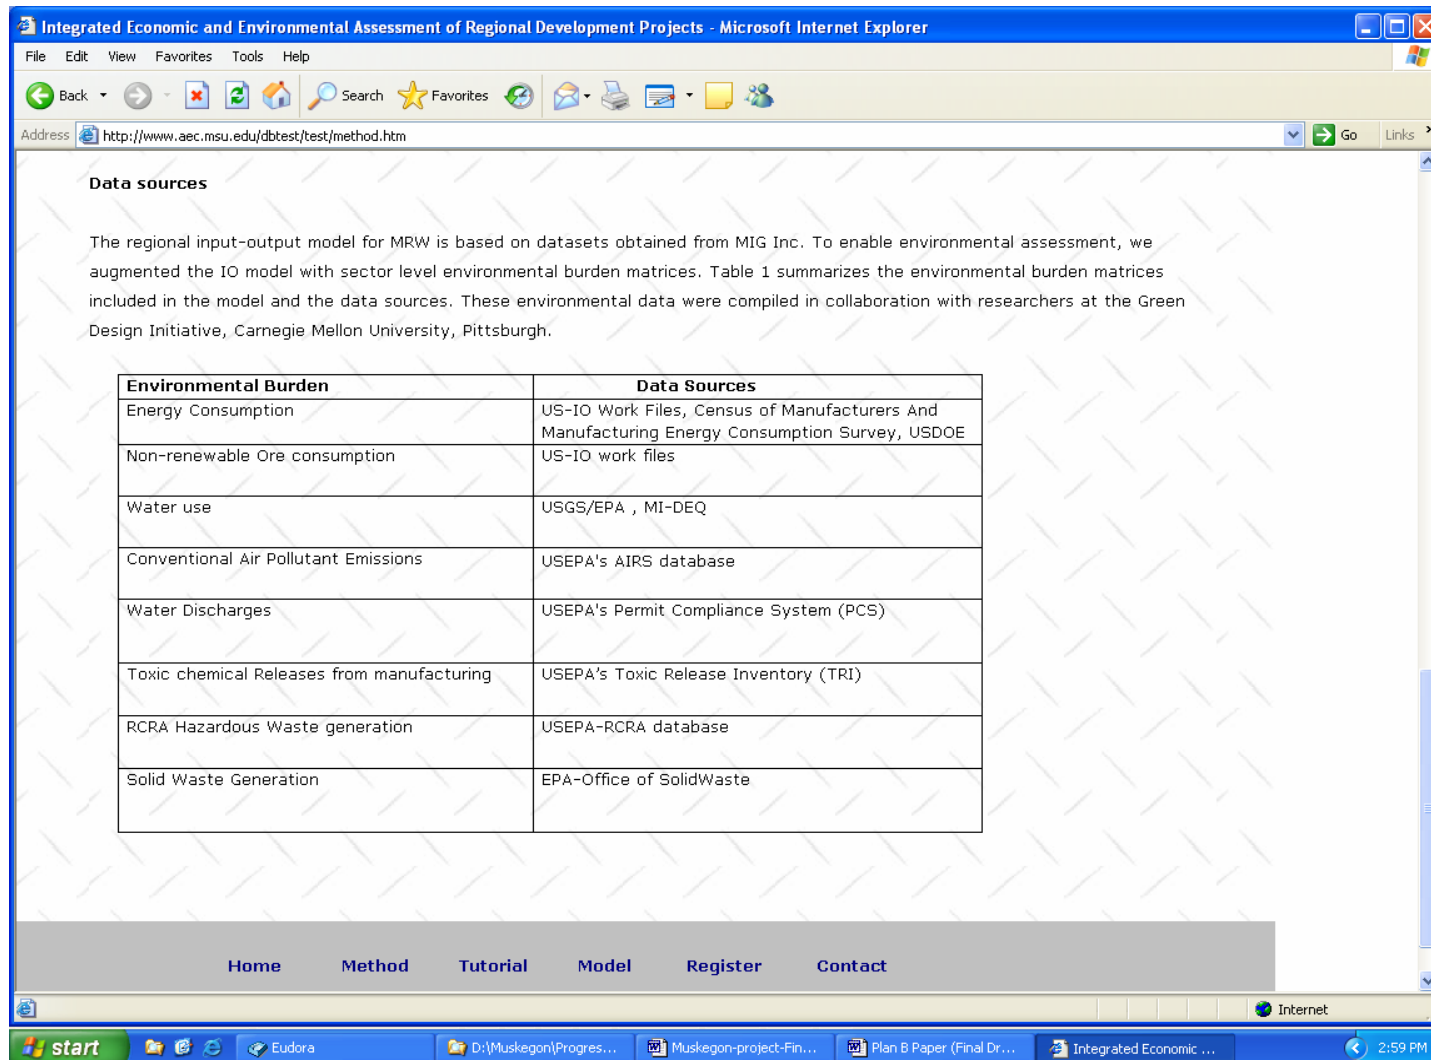 Integrated Economic and Environmental Assessment of Regional Development Projects - Microsoft Internet Explorer
File Edit View Favorites Tools Help
Back Search Favorites
Address http://www.aec.msu.edu/dbtest/test/method.htm Go Links
Data sources
The regional input-output model for MRW is based on datasets obtained from MIG Inc. To enable environmental assessment, we
augmented the IO model with sector level environmental burden matrices. Table 1 summarizes the environmental burden matrices
included in the model and the data sources. These environmental data were compiled in collaboration with researchers at the Green
Design Initiative, Carnegie Mellon University, Pittsburgh.
Environmental Burden Data Sources
Energy Consumption US-IO Work Files, Census of Manufacturers And
Manufacturing Energy Consumption Survey, USDOE
Non-renewable Ore consumption US-IO work files
Water use USGS/EPA , MI-DEQ
Conventional Air Pollutant Emissions USEPA's AIRS database
Water Discharges USEPA's Permit Compliance System (PCS)
Toxic chemical Releases from manufacturing USEPA's Toxic Release Inventory (TRI)
RCRA Hazardous Waste generation USEPA-RCRA database
Solid Waste Generation EPA-Office of SolidWaste
Home Method Tutorial Model Register Contact
Internet
start Eudora D:\Muskegon\Progres... Muskegon-project-Fin... Plan B Paper (Final Dr... Integrated Economic ... 2:59 PM